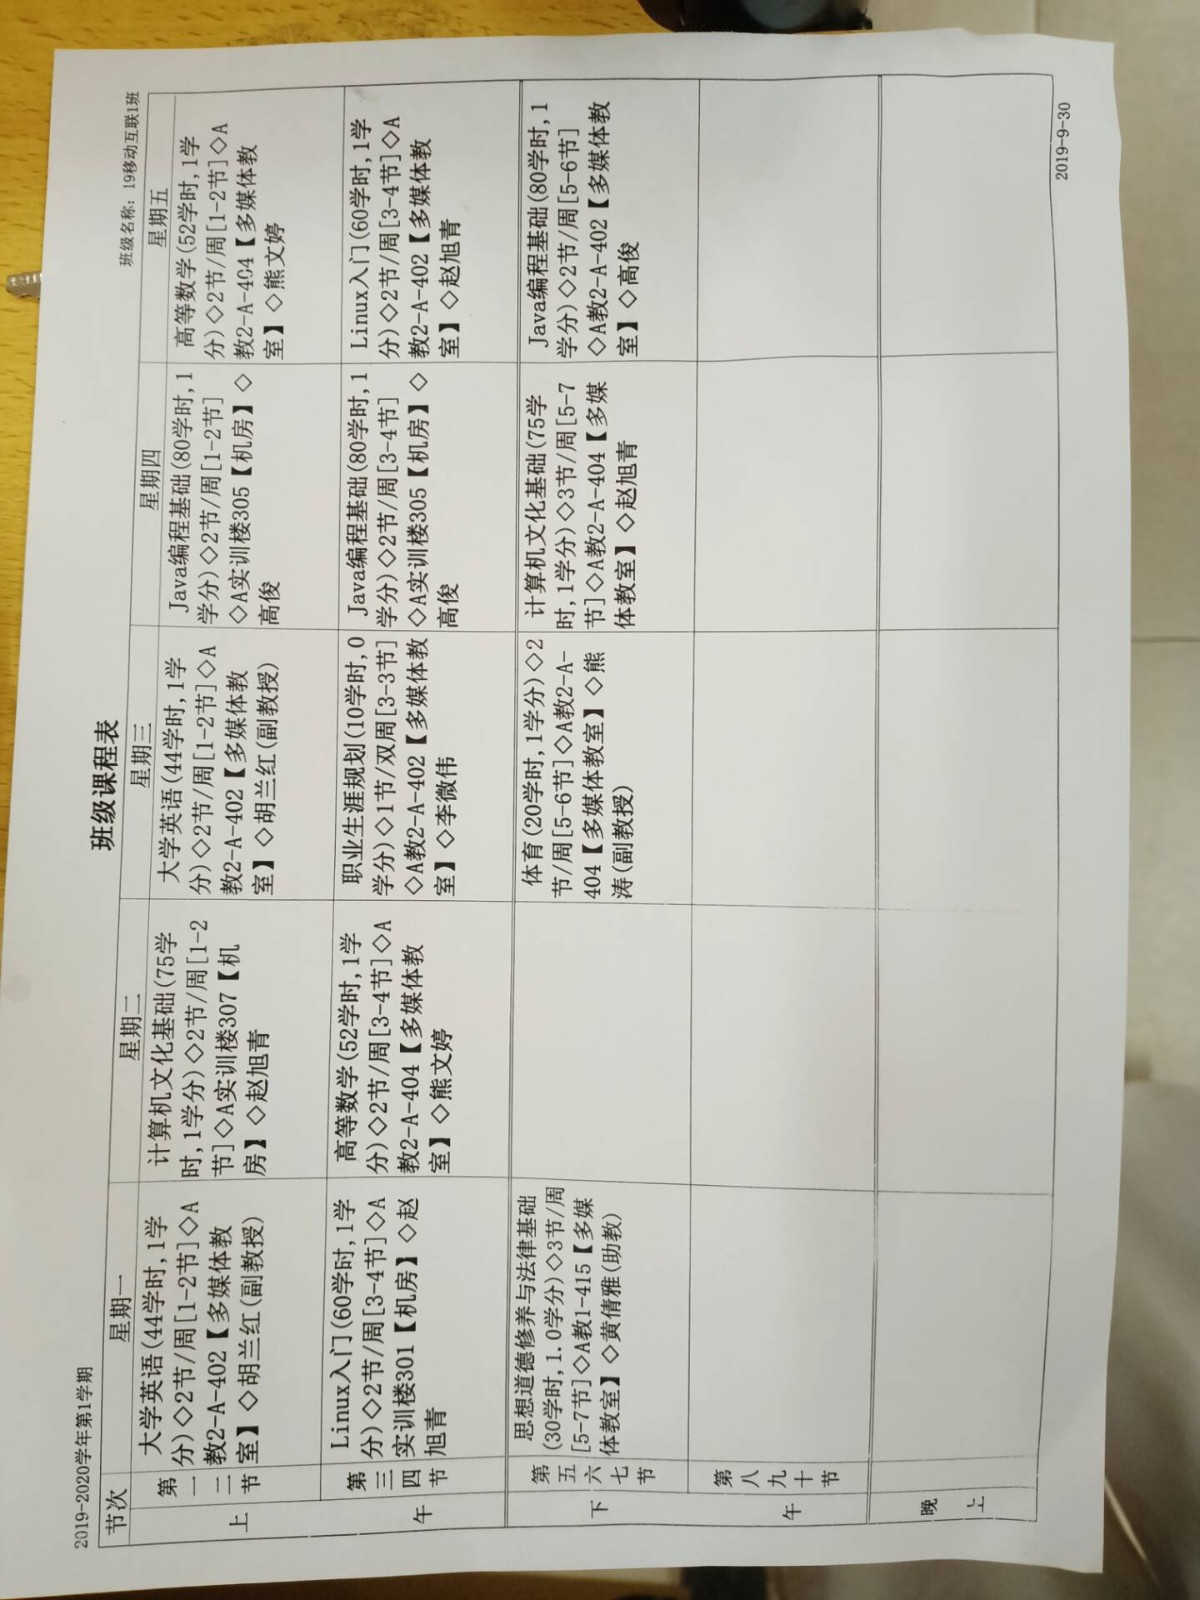 2019-2020学年第1学期
班级课程表
班级名称：19移动互联1班
节次
星期一
星期二
星期三
星期四
星期五
上午
第一二节
大学英语(44学时,1学
分)◇2节/周[1-2节]◇A
教2-A-402【多媒体教
室】◇胡兰红(副教授)
计算机文化基础(75学
时,1学分)◇2节/周[1-2
节]◇A实训楼307【机
房】◇赵旭青
大学英语(44学时,1学
分)◇2节/周[1-2节]◇A
教2-A-402【多媒体教
室】◇胡兰红(副教授)
Java编程基础(80学时,1
学分)◇2节/周[1-2节]
◇A实训楼305【机房】◇
高俊
高等数学(52学时,1学
分)◇2节/周[1-2节]◇A
教2-A-404【多媒体教
室】◇熊文婷
第三四节
Linux入门(60学时,1学
分)◇2节/周[3-4节]◇A
实训楼301【机房】◇赵
旭青
高等数学(52学时,1学
分)◇2节/周[3-4节]◇A
教2-A-404【多媒体教
室】◇熊文婷
职业生涯规划(10学时,0
学分)◇1节/双周[3-3节]
◇A教2-A-402【多媒体教
室】◇李微伟
Java编程基础(80学时,1
学分)◇2节/周[3-4节]
◇A实训楼305【机房】◇
高俊
Linux入门(60学时,1学
分)◇2节/周[3-4节]◇A
教2-A-402【多媒体教
室】◇赵旭青
下午
第五六七节
思想道德修养与法律基础
(30学时,1.0学分)◇3节/周
[5-7节]◇A教1-415【多媒
体教室】◇黄倩雅(助教)
体育(20学时,1学分)◇2
节/周[5-6节]◇A教2-A-
404【多媒体教室】◇熊
涛(副教授)
计算机文化基础(75学
时,1学分)◇3节/周[5-7
节]◇A教2-A-404【多媒
体教室】◇赵旭青
Java编程基础(80学时,1
学分)◇2节/周[5-6节]
◇A教2-A-402【多媒体教
室】◇高俊
第八九十节
晚上
2019-9-30